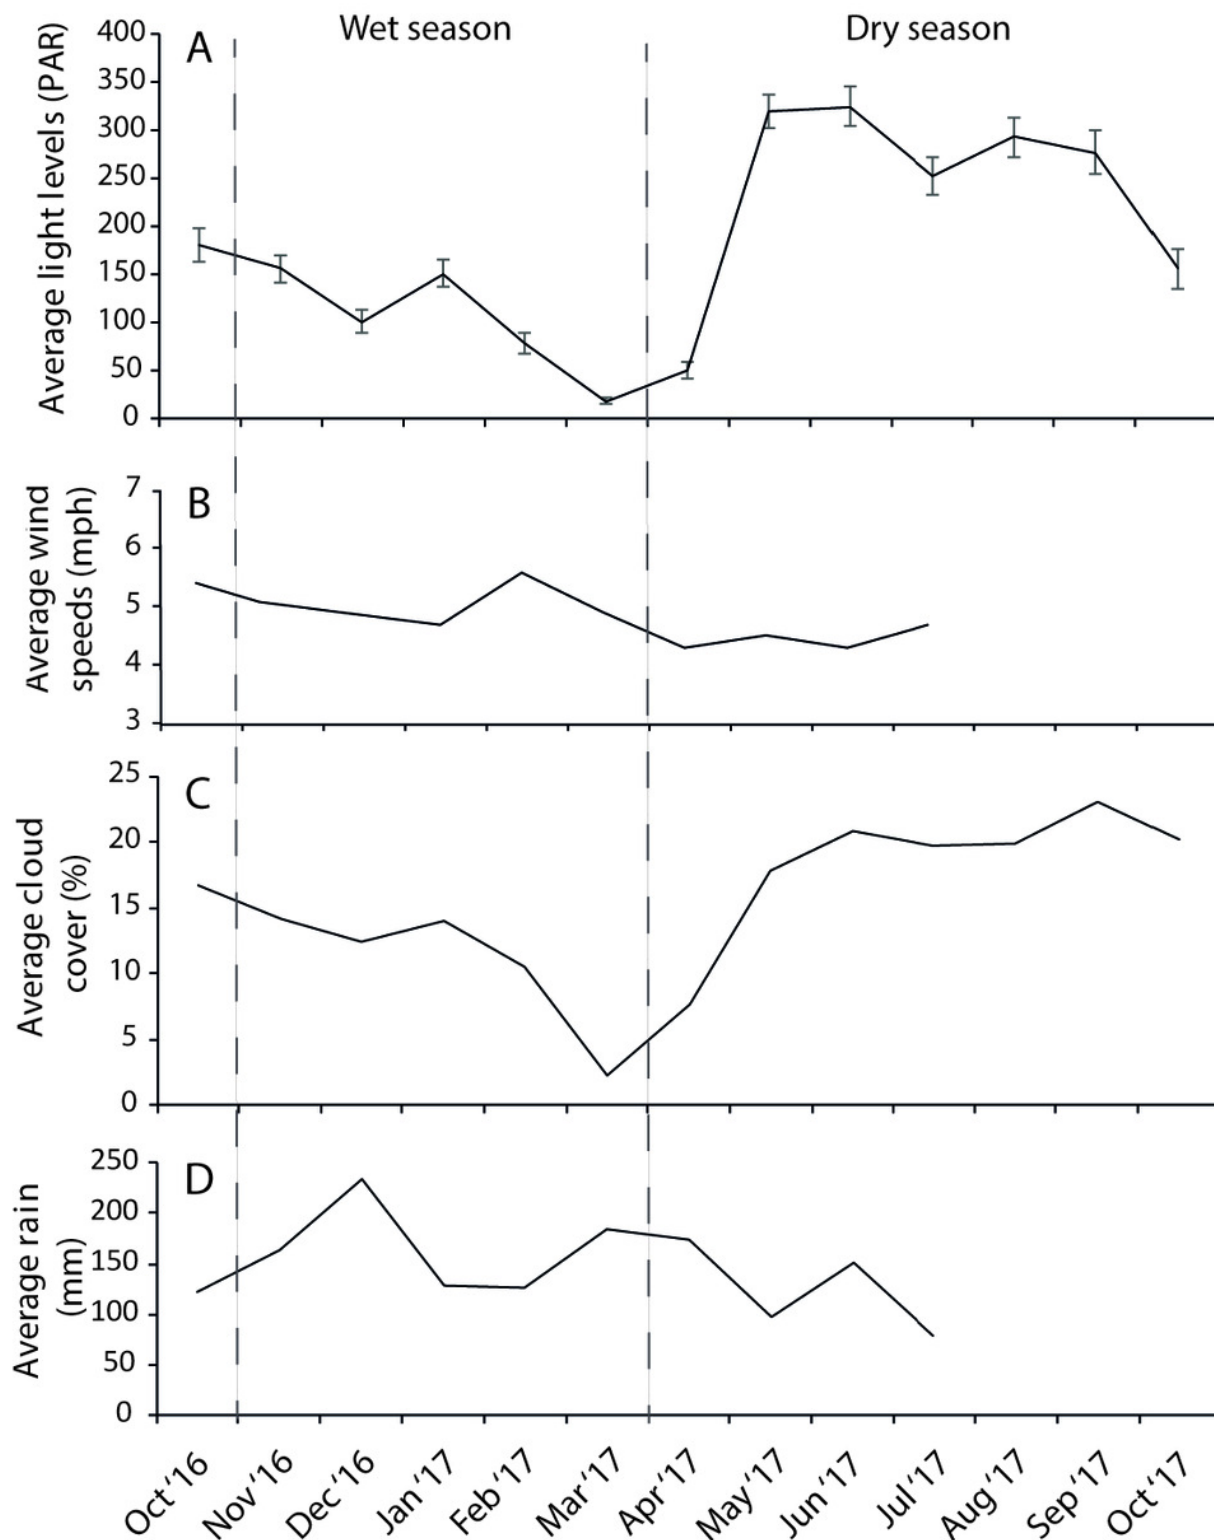 Wet season
Dry season
A
Average light levels (PAR)
400
350
300
250
200
150
100
50
0
B
Average wind
speeds (mph)
7
6
5
4
3
C
Average cloud
cover (%)
25
20
15
10
5
0
D
Average rain
(mm)
250
200
150
100
50
0
Oct ‘16
Nov ‘16
Dec ‘16
Jan ‘17
Feb ‘17
Mar ‘17
Apr ‘17
May ‘17
Jun ‘17
Jul ‘17
Aug ‘17
Sep ‘17
Oct ‘17